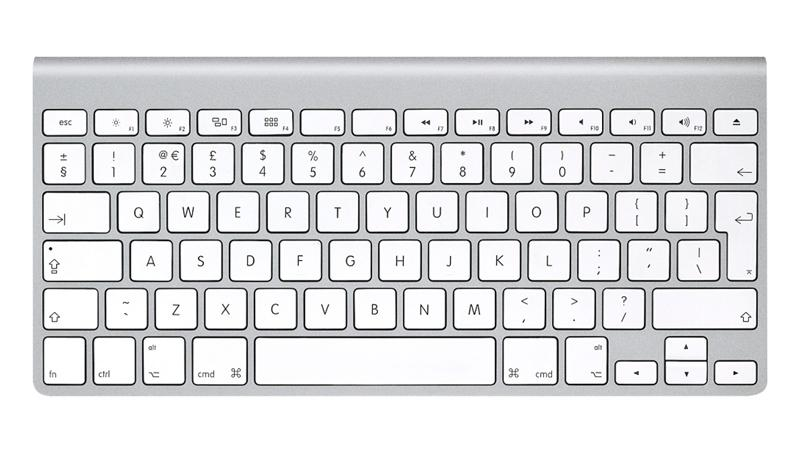 esc F1 F2 F3 F4 F5 F6 F7 F8 F9 F10 F11 F12
± ! @ € £ $ % ^ & * ( ) _ +
§ 1 2 3 4 5 6 7 8 9 0 - =
Q W E R T Y U I O P { }
[ ]
A S D F G H J K L : " |
; ' \
~ Z X C V B N M < > ?
` , . /
alt alt
fn ctrl cmd ⌘ ⌘ cmd